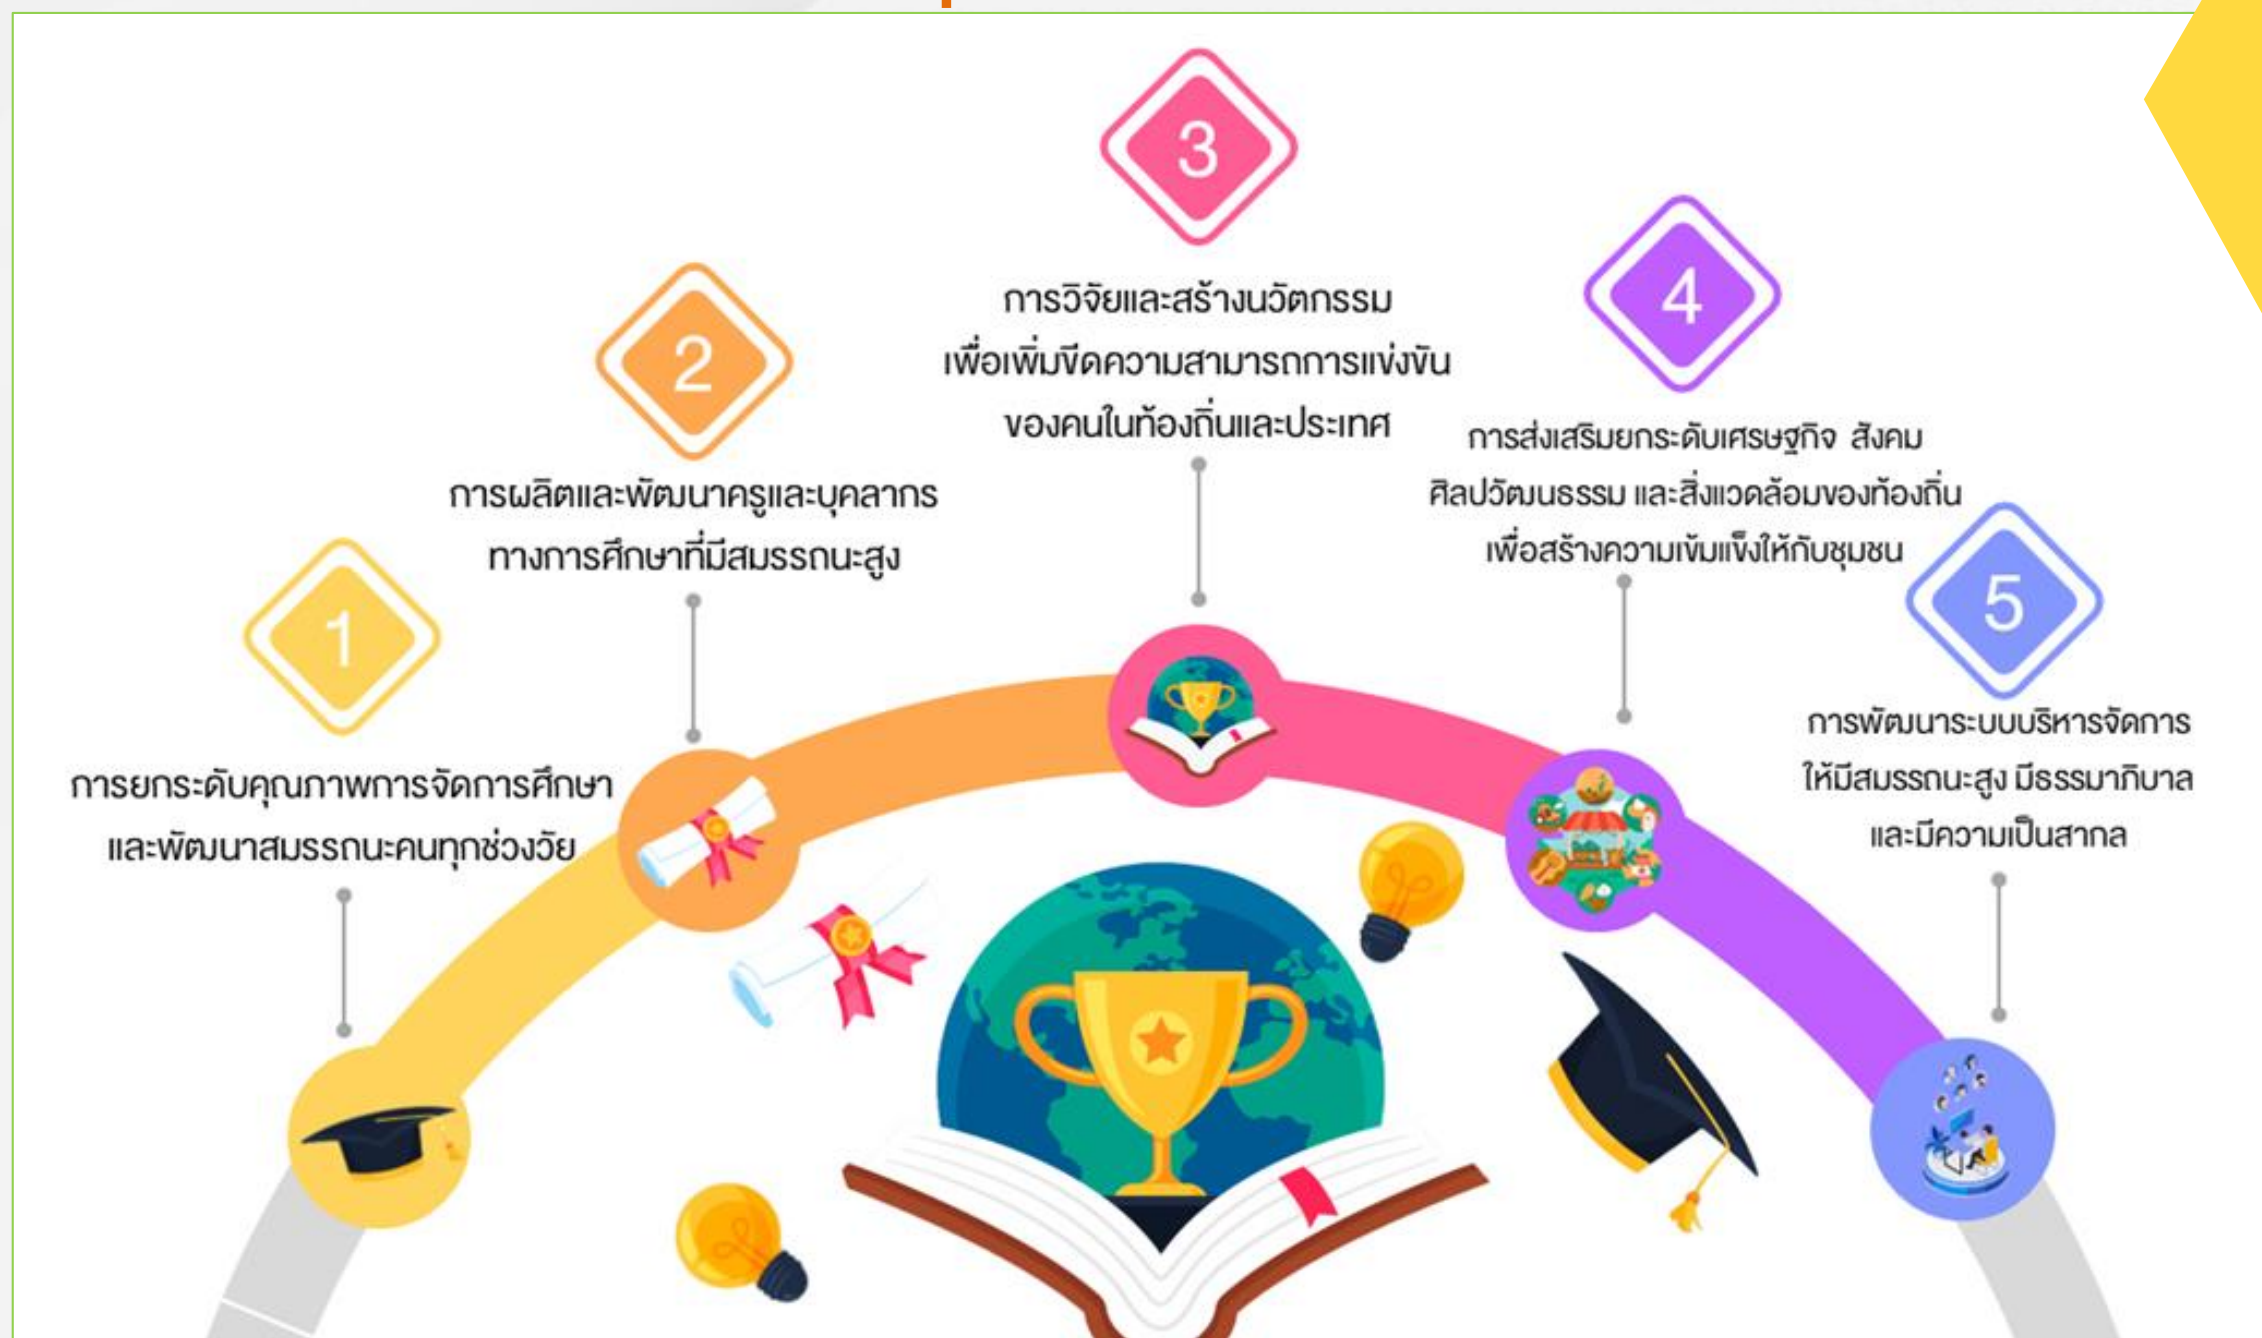 1
การยกระดับคุณภาพการจัดการศึกษา
และพัฒนาสมรรถนะคนทุกช่วงวัย
2
การผลิตและพัฒนาครูและบุคลากร
ทางการศึกษาที่มีสมรรถนะสูง
3
การวิจัยและสร้างนวัตกรรม
เพื่อเพิ่มขีดความสามารถการแข่งขัน
ของคนในท้องถิ่นและประเทศ
4
การส่งเสริมยกระดับเศรษฐกิจ สังคม
ศิลปวัฒนธรรม และสิ่งแวดล้อมของท้องถิ่น
เพื่อสร้างความเข้มแข็งให้กับชุมชน
5
การพัฒนาระบบบริหารจัดการ
ให้มีสมรรถนะสูง มีธรรมาภิบาล
และมีความเป็นสากล